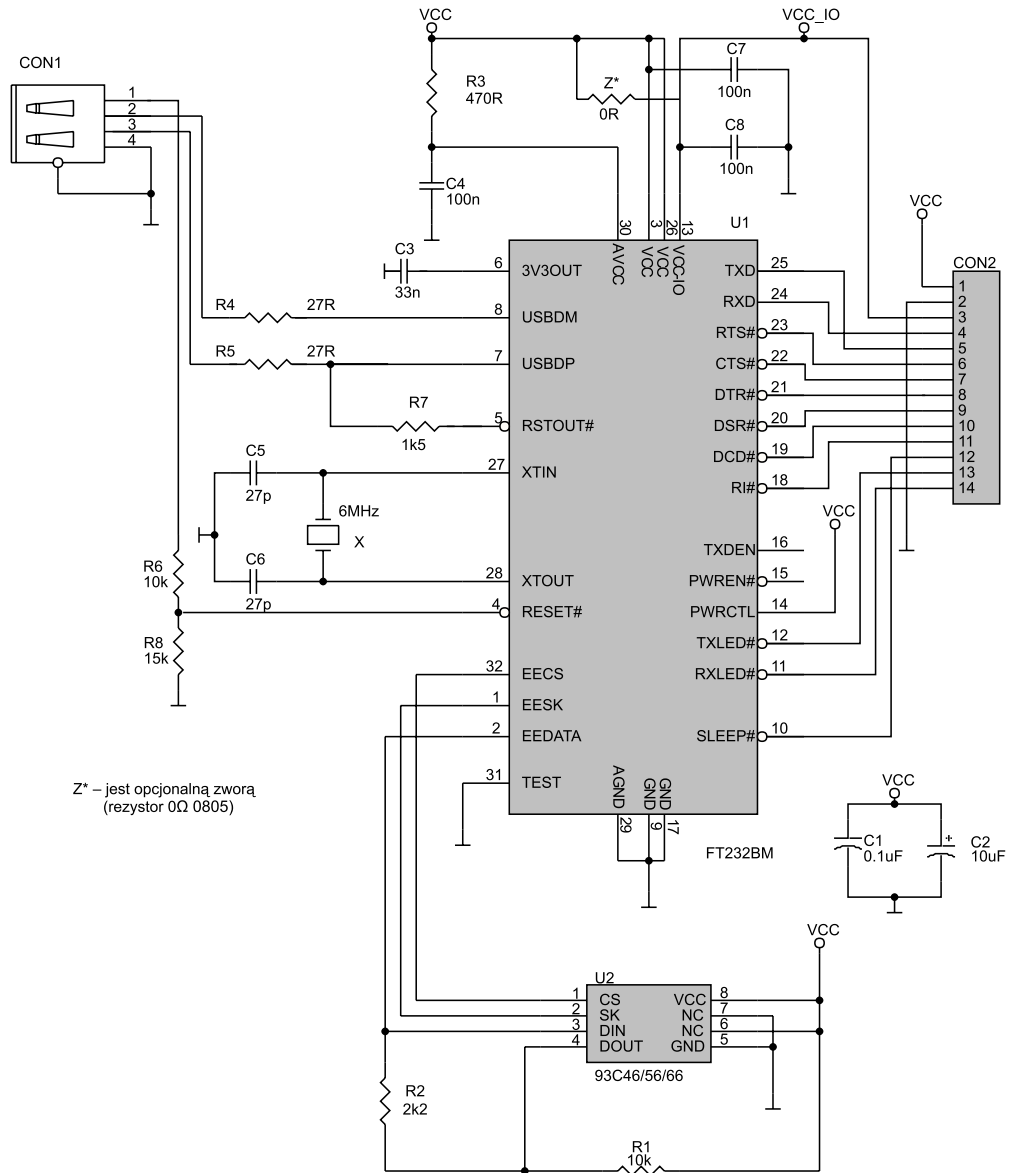 VCC
VCC_IO
CON1
1
2
3
4
R3
470R
Z*
0R
C7
100n
C8
100n
C4
100n
VCC
U1
CON2
30
3
26
13
AVCC
VCC
VCC
VCC-IO
C3
33n
6
3V3OUT
R4
27R
8
USBDM
R5
27R
7
USBDP
R7
1k5
5
RSTOUT#
C5
27p
27
XTIN
6MHz
X
C6
27p
28
XTOUT
R6
10k
4
RESET#
R8
15k
32
EECS
1
EESK
2
EEDATA
31
TEST
TXD
25
RXD
24
RTS#
23
CTS#
22
DTR#
21
DSR#
20
DCD#
19
RI#
18
VCC
TXDEN
16
PWREN#
15
PWRCTL
14
TXLED#
12
RXLED#
11
SLEEP#
10
1
2
3
4
5
6
7
8
9
10
11
12
13
14
AGND
GND
GND
29
9
17
FT232BM
Z* – jest opcjonalną zworą
(rezystor 0Ω 0805)
VCC
C1
0.1uF
+
C2
10uF
VCC
U2
1
CS
VCC
8
2
SK
NC
7
3
DIN
NC
6
4
DOUT
GND
5
93C46/56/66
R2
2k2
R1
10k